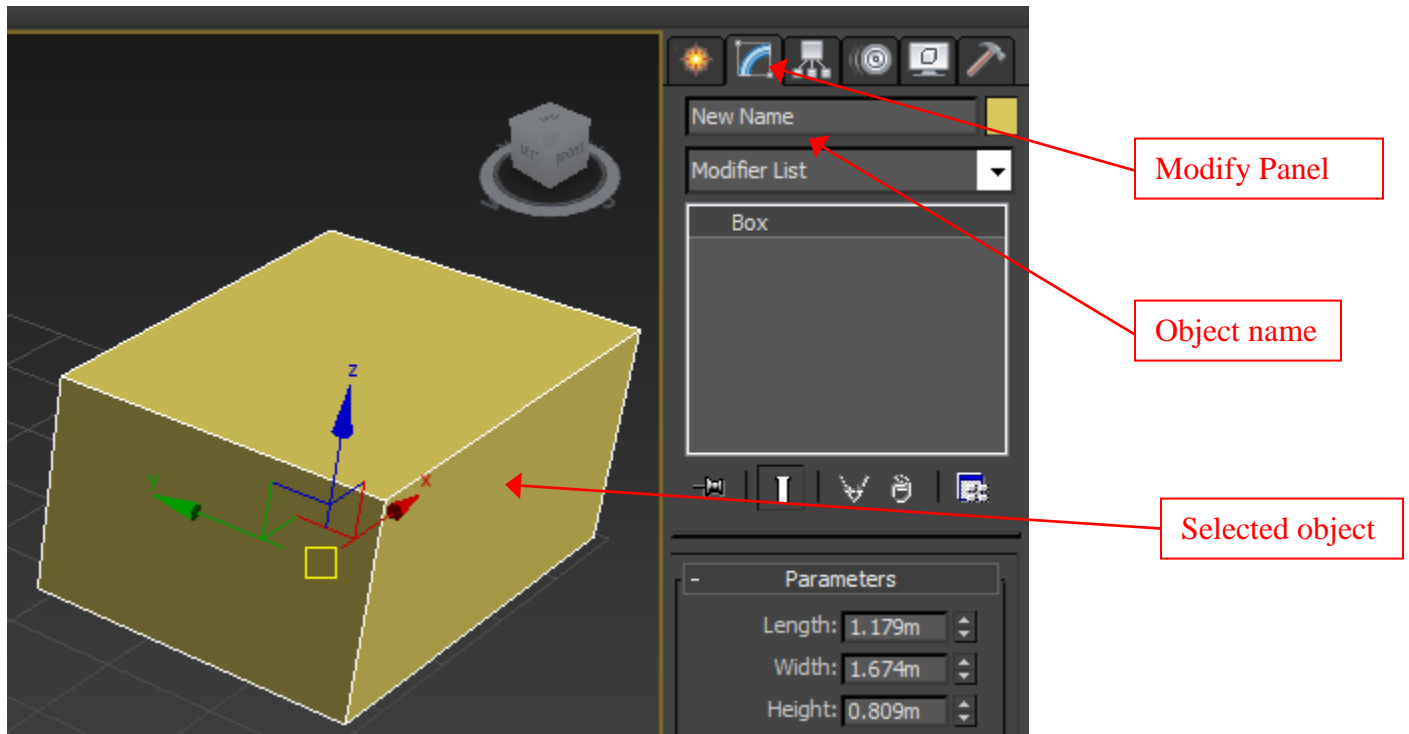 New Name
Modifier List
Modify Panel
Box
Object name
z
y
x
Selected object
- Parameters
Length: 1.179m
Width: 1.674m
Height: 0.809m
FRONT